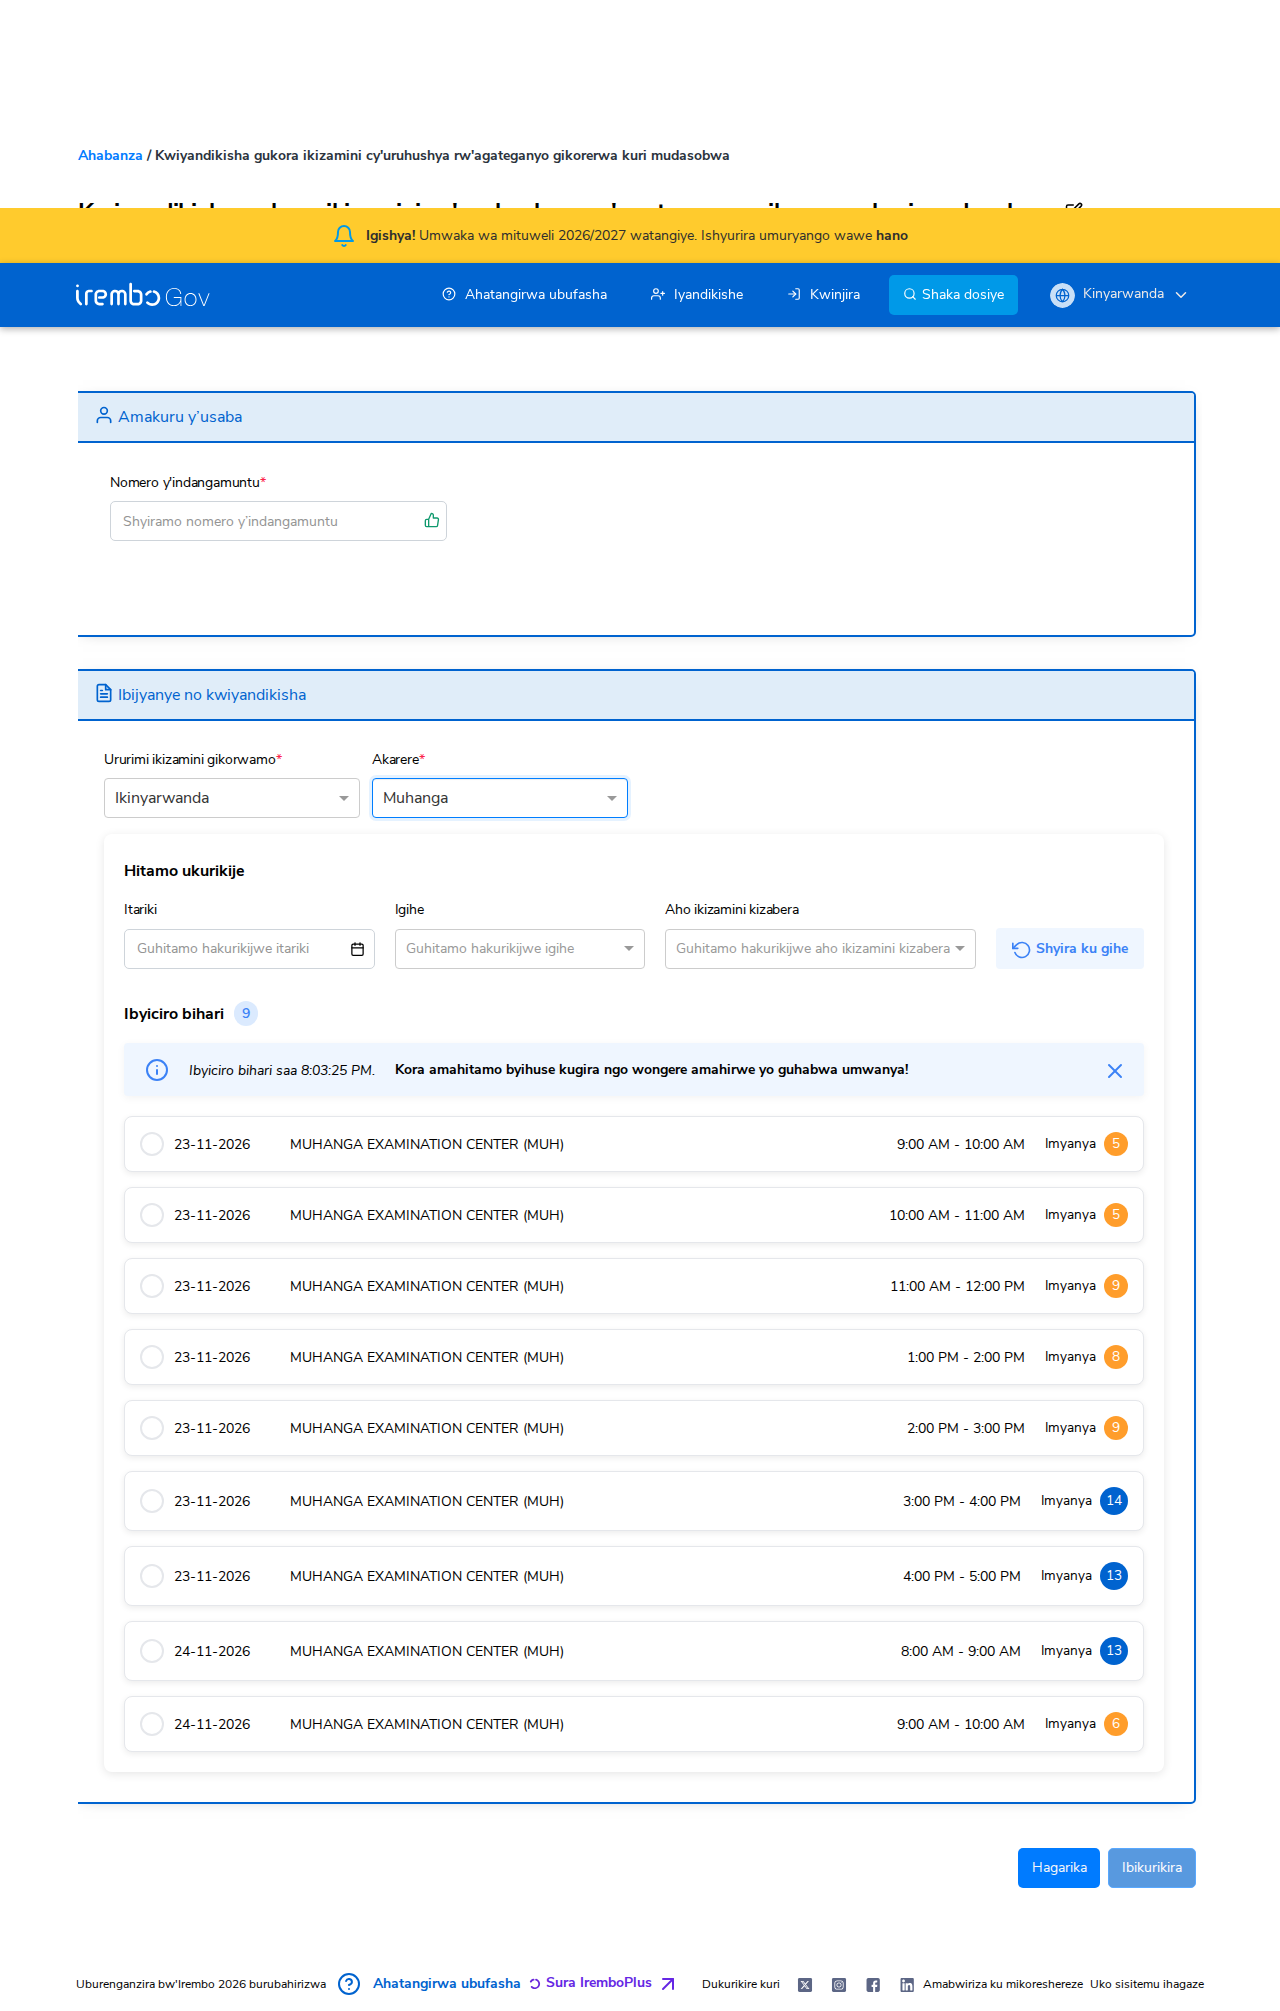 Ahabanza / Kwiyandikisha gukora ikizamini cy'uruhushya rw'agateganyo gikorerwa kuri mudasobwa
Igishya! Umwaka wa mituweli 2026/2027 watangiye. Ishyurira umuryango wawe hano
irembo Gov
Ahatangirwa ubufasha
Iyandikishe
Kwinjira
Shaka dosiye
Kinyarwanda
Amakuru y'usaba
Nomero y'indangamuntu*
Shyiramo nomero y'indangamuntu
Ibijyanye no kwiyandikisha
Ururimi ikizamini gikorwamo* Akarere*
Ikinyarwanda Muhanga
Hitamo ukurikije
Itariki Igihe Aho ikizamini kizabera
Guhitamo hakurikijwe itariki Guhitamo hakurikijwe igihe Guhitamo hakurikijwe aho ikizamini kizabera Shyira ku gihe
Ibyiciro bihari 9
Ibyiciro bihari saa 8:03:25 PM. Kora amahitamo byihuse kugira ngo wongere amahirwe yo guhabwa umwanya!
23-11-2026 MUHANGA EXAMINATION CENTER (MUH) 9:00 AM - 10:00 AM Imyanya 5
23-11-2026 MUHANGA EXAMINATION CENTER (MUH) 10:00 AM - 11:00 AM Imyanya 5
23-11-2026 MUHANGA EXAMINATION CENTER (MUH) 11:00 AM - 12:00 PM Imyanya 9
23-11-2026 MUHANGA EXAMINATION CENTER (MUH) 1:00 PM - 2:00 PM Imyanya 8
23-11-2026 MUHANGA EXAMINATION CENTER (MUH) 2:00 PM - 3:00 PM Imyanya 9
23-11-2026 MUHANGA EXAMINATION CENTER (MUH) 3:00 PM - 4:00 PM Imyanya 14
23-11-2026 MUHANGA EXAMINATION CENTER (MUH) 4:00 PM - 5:00 PM Imyanya 13
24-11-2026 MUHANGA EXAMINATION CENTER (MUH) 8:00 AM - 9:00 AM Imyanya 13
24-11-2026 MUHANGA EXAMINATION CENTER (MUH) 9:00 AM - 10:00 AM Imyanya 6
Hagarika Ibikurikira
Uburenganzira bw'Irembo 2026 burubahirizwa Ahatangirwa ubufasha Sura IremboPlus Dukurikire kuri Amabwiriza ku mikoreshereze Uko sisitemu ihagaze